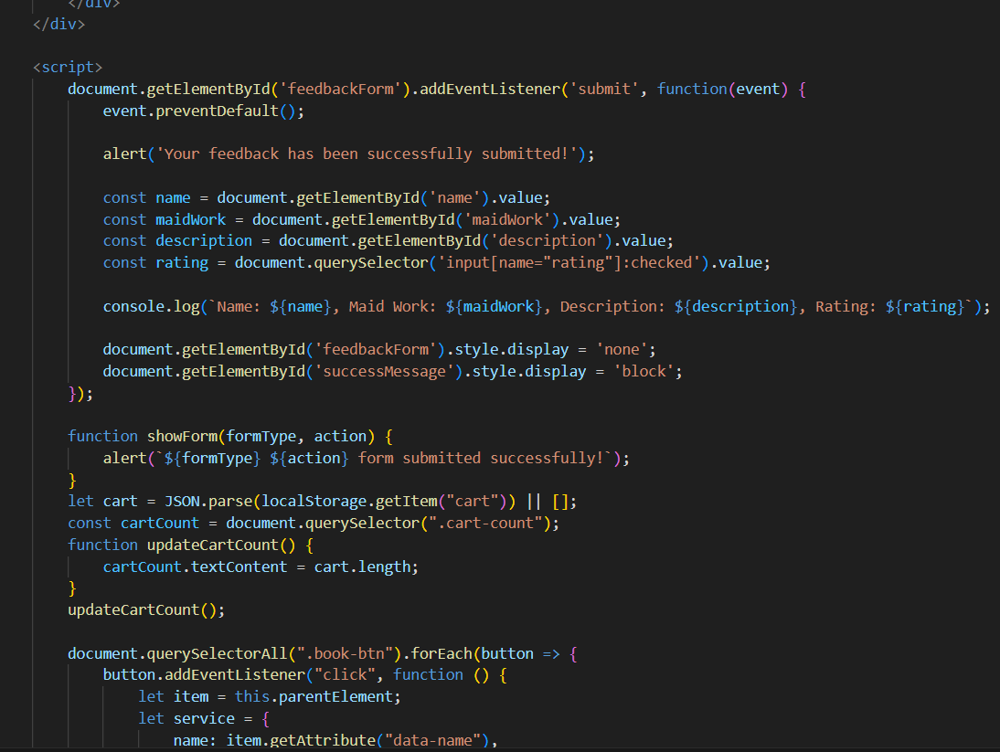 </div>
</div>
<script>
document.getElementById('feedbackForm').addEventListener('submit', function(event) {
event.preventDefault();
alert('Your feedback has been successfully submitted!');
const name = document.getElementById('name').value;
const maidWork = document.getElementById('maidWork').value;
const description = document.getElementById('description').value;
const rating = document.querySelector('input[name="rating"]:checked').value;
console.log(`Name: ${name}, Maid Work: ${maidWork}, Description: ${description}, Rating: ${rating}`);
document.getElementById('feedbackForm').style.display = 'none';
document.getElementById('successMessage').style.display = 'block';
});
function showForm(formType, action) {
alert(`${formType} ${action} form submitted successfully!`);
}
let cart = JSON.parse(localStorage.getItem("cart")) || [];
const cartCount = document.querySelector(".cart-count");
function updateCartCount() {
cartCount.textContent = cart.length;
}
updateCartCount();
document.querySelectorAll(".book-btn").forEach(button => {
button.addEventListener("click", function () {
let item = this.parentElement;
let service = {
name: item.getAttribute("data-name"),